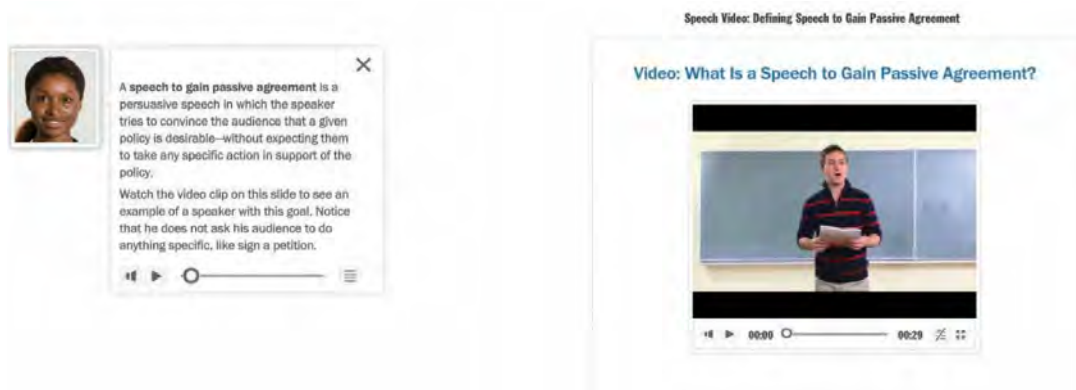 A speech to gain passive agreement is a
persuasive speech in which the speaker
tries to convince the audience that a given
policy is desirable—without expecting them
to take any specific action in support of the
policy.
Watch the video clip on this slide to see an
example of a speaker with this goal. Notice
that he does not ask his audience to do
anything specific, like sign a petition.
Speech Video: Defining Speech to Gain Passive Agreement
Video: What Is a Speech to Gain Passive Agreement?
00:00
00:29